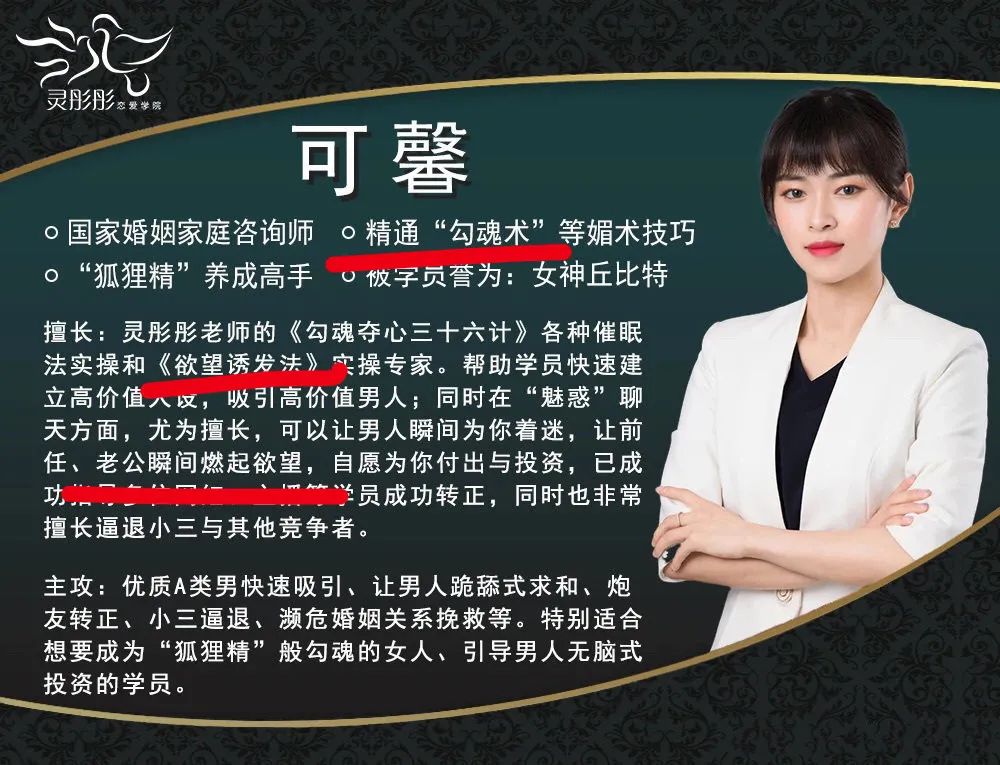 灵彤彤恋爱学院
可馨
○ 国家婚姻家庭咨询师 ○ 精通“勾魂术”等媚术技巧
○ “狐狸精”养成高手 ○ 被学员誉为：女神丘比特
擅长：灵彤彤老师的《勾魂夺心三十六计》各种催眠
法实操和《欲望诱发法》实操专家。帮助学员快速建
立高价值人设，吸引高价值男人；同时在“魅惑”聊
天方面，尤为擅长，可以让男人瞬间为你着迷，让前
任、老公瞬间燃起欲望，自愿为你付出与投资，已成
功学员成功转正，同时也非常
擅长逼退小三与其他竞争者。
主攻：优质A类男快速吸引、让男人跪舔式求和、炮
友转正、小三逼退、濒危婚姻关系挽救等。特别适合
想要成为“狐狸精”般勾魂的女人、引导男人无脑式
投资的学员。